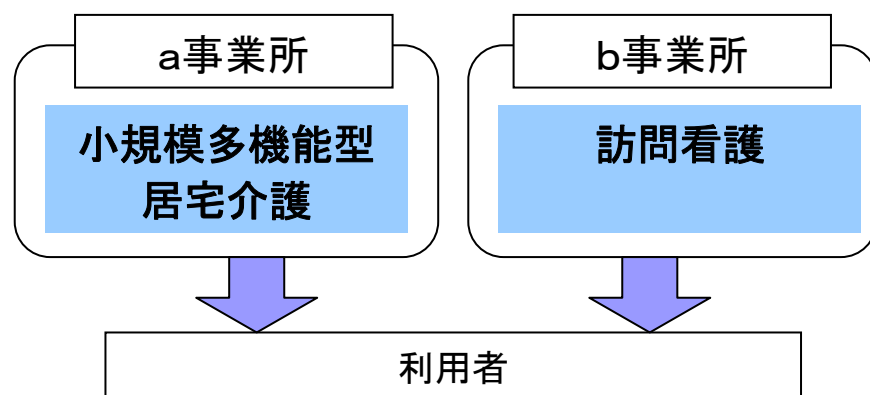 a事業所
小規模多機能型
居宅介護
b事業所
訪問看護
利用者